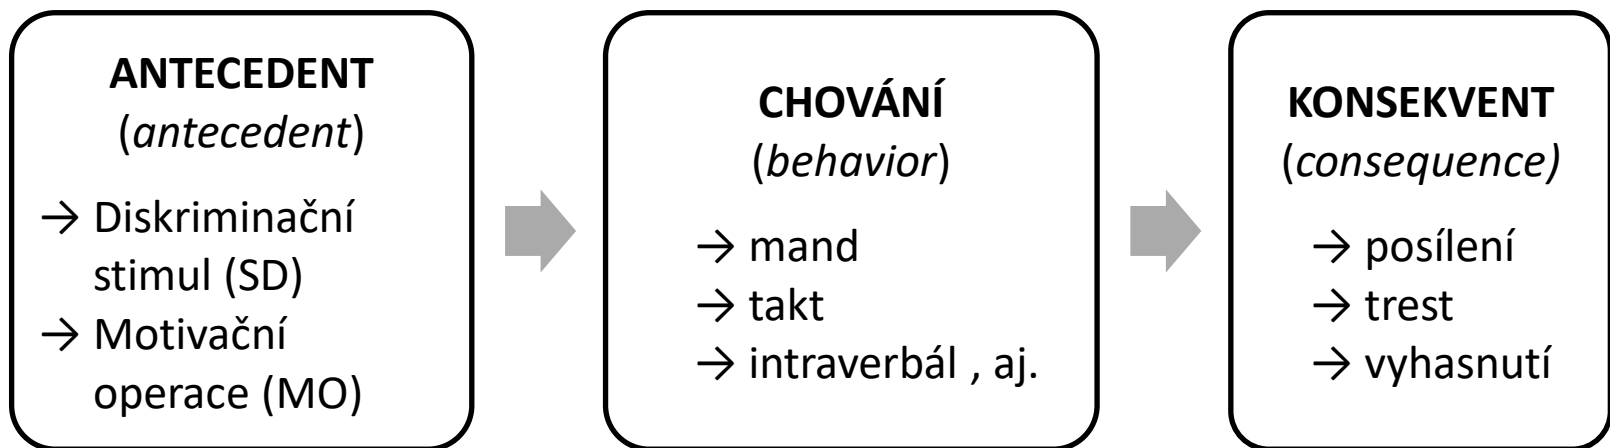 ANTECEDENT
(antecedent)
→ Diskriminační
stimul (SD)
→ Motivační
operace (MO)
CHOVÁNÍ
(behavior)
→ mand
→ takt
→ intraverbál , aj.
KONSEKVENT
(consequence)
→ posílení
→ trest
→ vyhasnutí